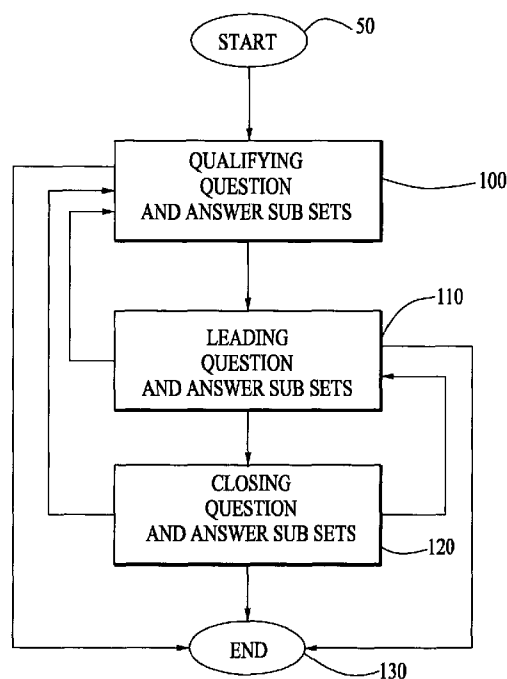 START
50
QUALIFYING
QUESTION
AND ANSWER SUB SETS
100
110
LEADING
QUESTION
AND ANSWER SUB SETS
CLOSING
QUESTION
AND ANSWER SUB SETS
120
END
130